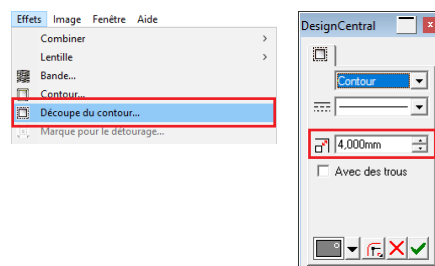 Effets Image Fenêtre Aide
Combiner
Lentille
Bande...
Contour...
Découpe du contour...
Marque pour le détourage...
DesignCentral
Contour
4,000mm
Avec des trous